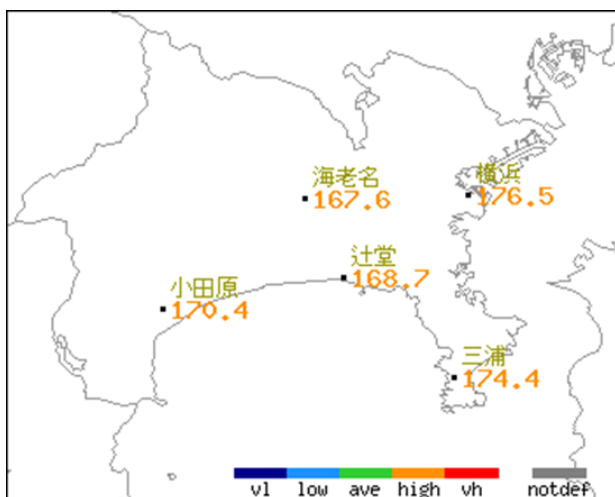 海老名
167.6
横浜
176.5
辻堂
168.7
小田原
170.4
三浦
174.4
vl low ave high vh notdef